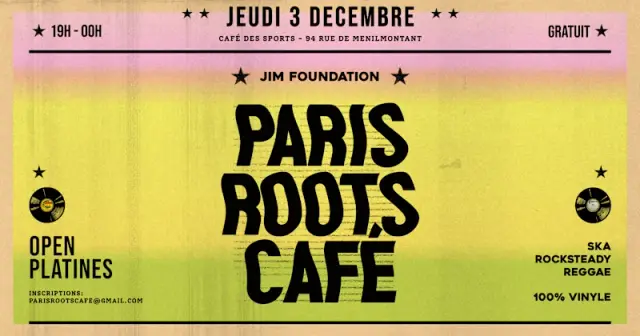 JEUDI 3 DECEMBRE
19H - 00H
CAFÉ DES SPORTS - 94 RUE DE MENILMONTANT
GRATUIT
JIM FOUNDATION
PARIS
ROOTS
CAFÉ
OPEN
PLATINES
INSCRIPTIONS:
PARISROOTSCAFE@GMAIL.COM
SKA
ROCKSTEADY
REGGAE
100% VINYLE